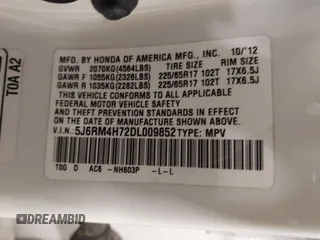 MFD. BY HONDA OF AMERICA MFG., INC. 10/12
GVWR 2070KG(4564LBS) TIRE SIZE RIM SIZE
GAWR F 1055KG(2326LBS) 225/65R17 102T 17X6.5J
GAWR R 1035KG(2282LBS) 225/65R17 102T 17X6.5J
THIS VEHICLE CONFORMS TO ALL APPLICABLE
FEDERAL MOTOR VEHICLE SAFETY AND
THEFT PREVENTION STANDARDS IN EFFECT ON
THE DATE OF MANUFACTURE SHOWN ABOVE.
V.I.N: 5J6RM4H72DL009852 TYPE: MPV
T0G D AC6 -NH603P -L-L
T0A A2
DREAMBID
AUCTION HISTORY